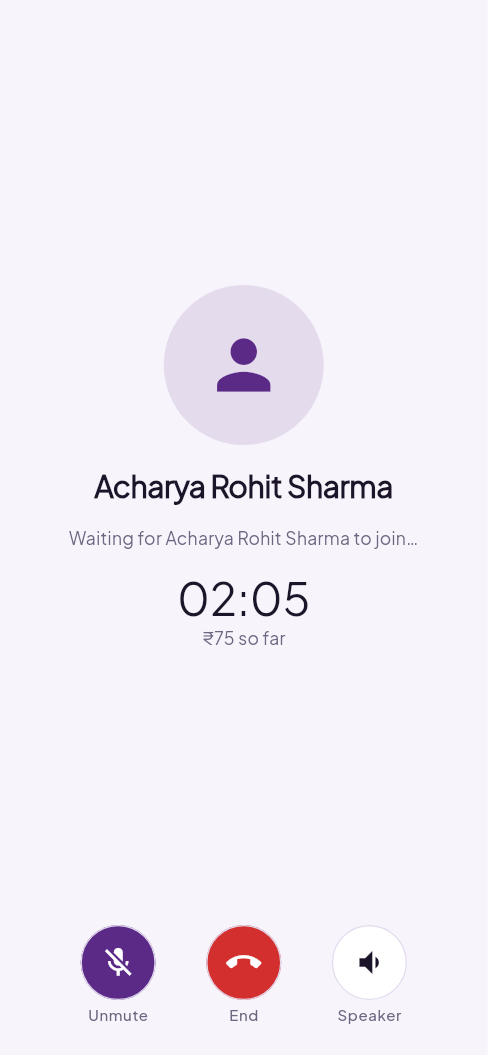 Acharya Rohit Sharma
Waiting for Acharya Rohit Sharma to join...
02:05
₹75 so far
Unmute End Speaker